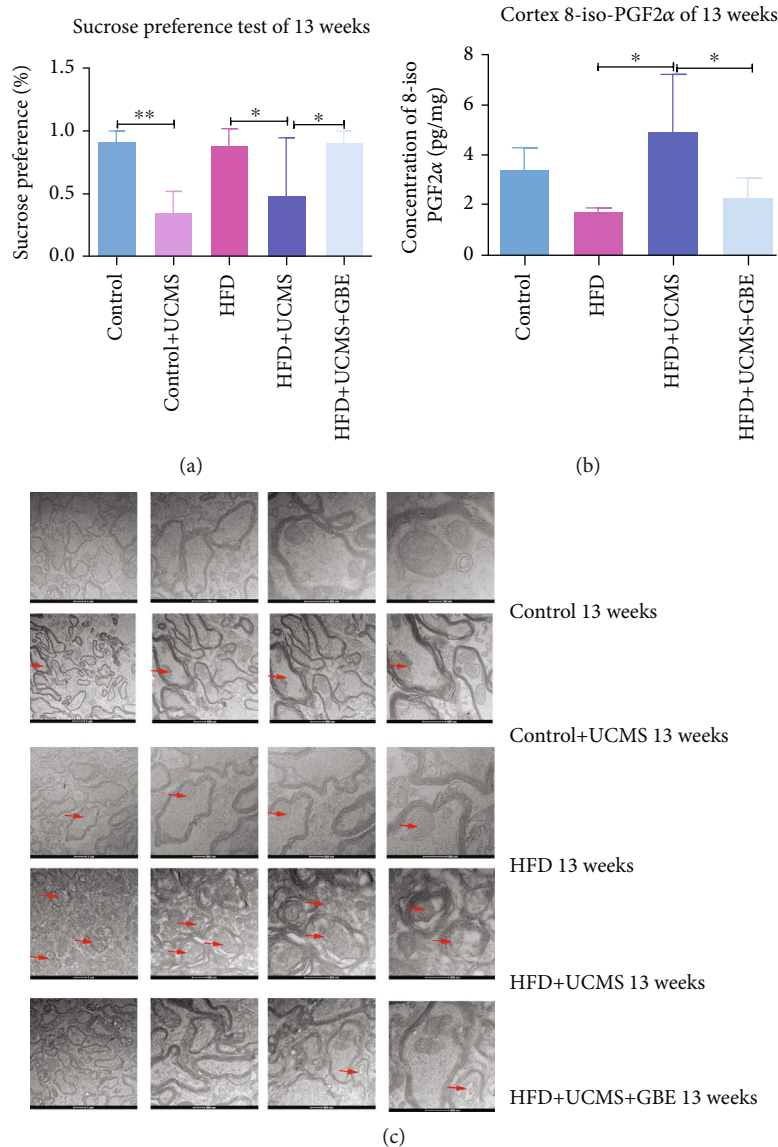 Sucrose preference test of 13 weeks
Sucrose preference (%)
1.5
1.0
0.5
0.0
**
*
*
Control
Control+UCMS
HFD
HFD+UCMS
HFD+UCMS+GBE
(a)
Cortex 8-iso-PGF2α of 13 weeks
Concentration of 8-iso
PGF2α (pg/mg)
8
6
4
2
0
*
*
Control
HFD
HFD+UCMS
HFD+UCMS+GBE
(b)
Control 13 weeks
Control+UCMS 13 weeks
HFD 13 weeks
HFD+UCMS 13 weeks
HFD+UCMS+GBE 13 weeks
(c)